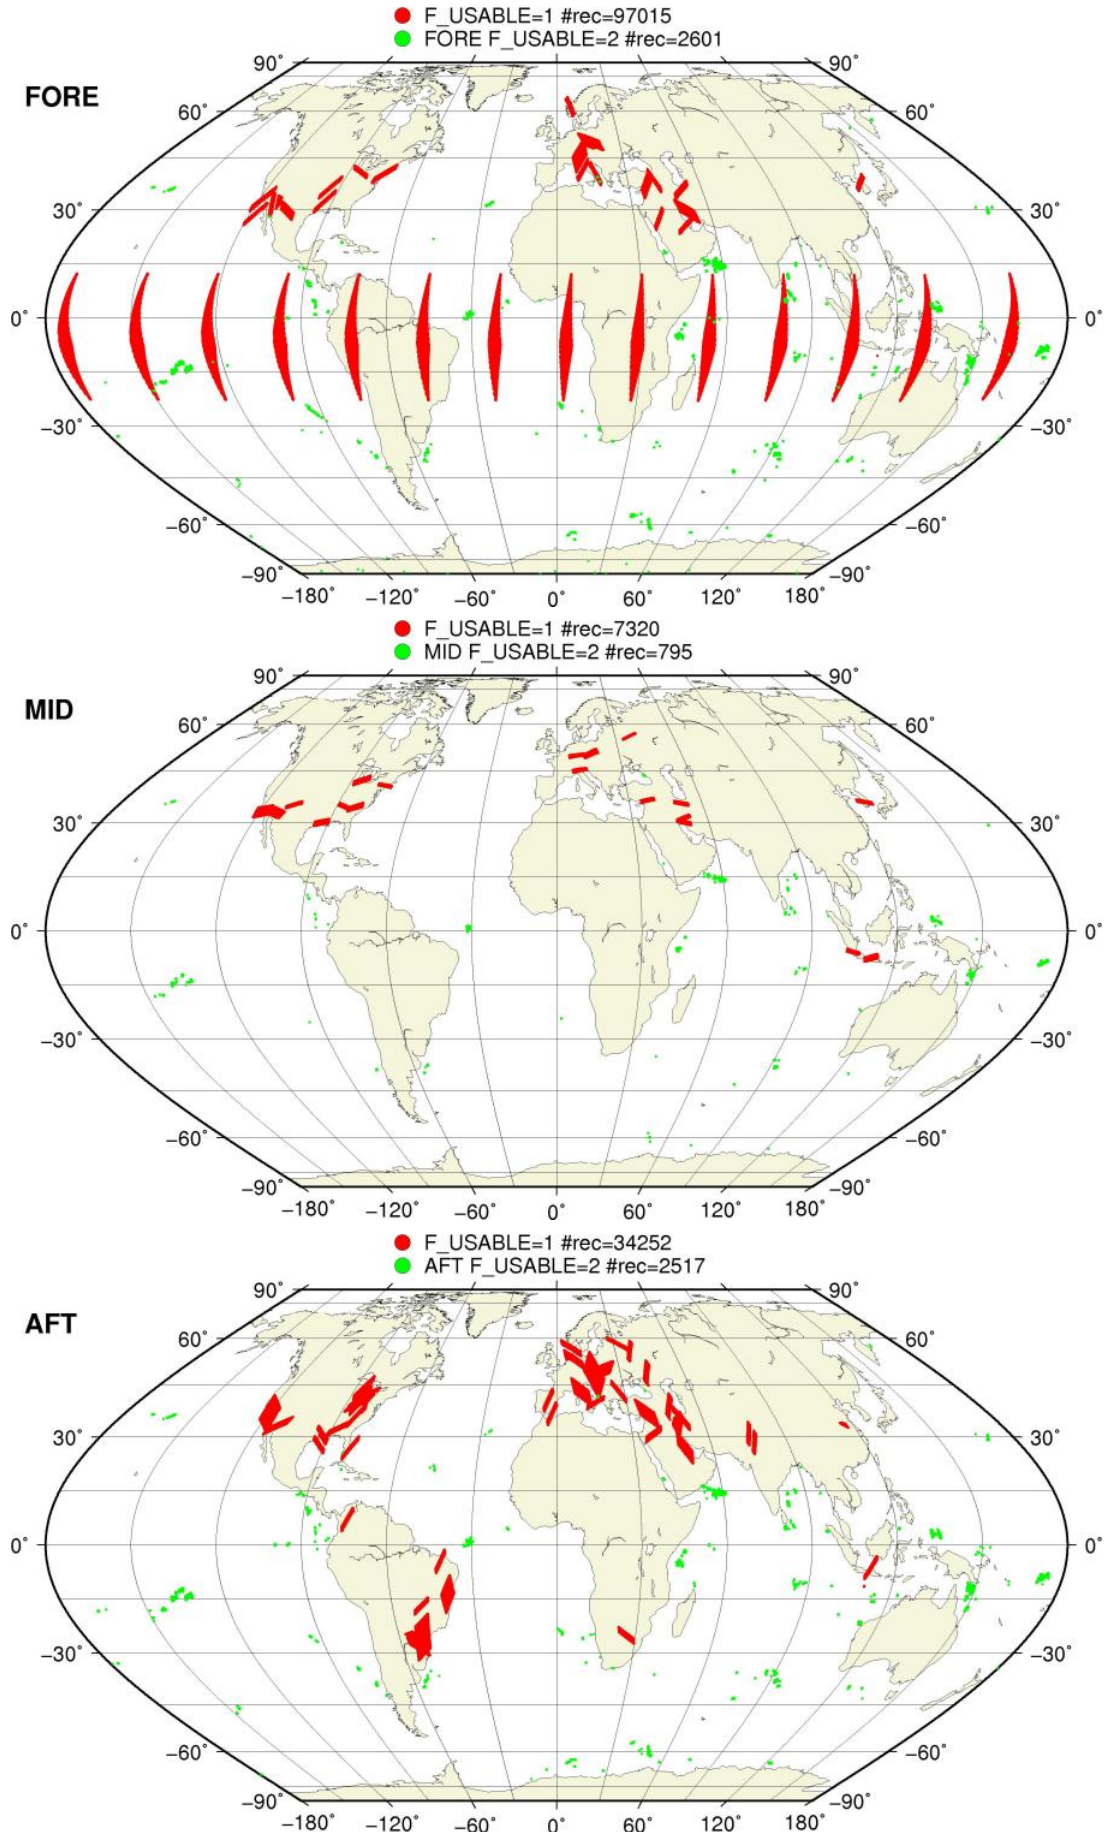 F_USABLE=1 #rec=97015
FORE F_USABLE=2 #rec=2601
FORE
90° 90°
60° 60°
30° 30°
0° 0°
−30° −30°
−60° −60°
−90° −90°
−180° −120° −60° 0° 60° 120° 180°
F_USABLE=1 #rec=7320
MID F_USABLE=2 #rec=795
MID
90° 90°
60° 60°
30° 30°
0° 0°
−30° −30°
−60° −60°
−90° −90°
−180° −120° −60° 0° 60° 120° 180°
F_USABLE=1 #rec=34252
AFT F_USABLE=2 #rec=2517
AFT
90° 90°
60° 60°
30° 30°
0° 0°
−30° −30°
−60° −60°
−90° −90°
−180° −120° −60° 0° 60° 120° 180°